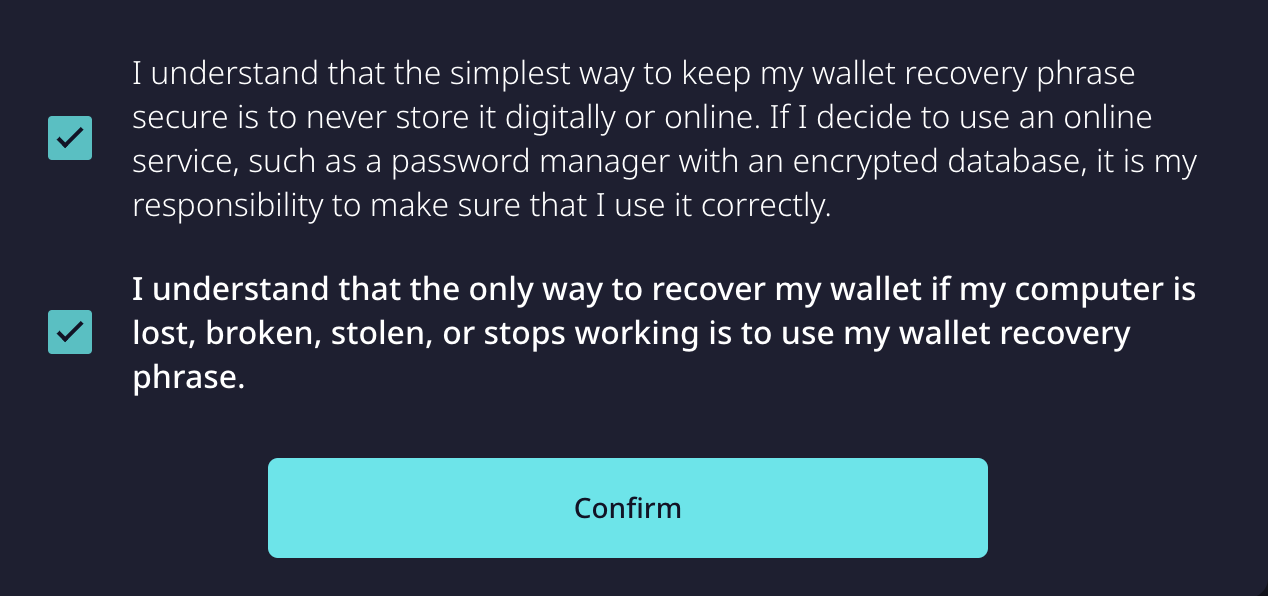 I understand that the simplest way to keep my wallet recovery phrase
secure is to never store it digitally or online. If I decide to use an online
service, such as a password manager with an encrypted database, it is my
responsibility to make sure that I use it correctly.
I understand that the only way to recover my wallet if my computer is
lost, broken, stolen, or stops working is to use my wallet recovery
phrase.
Confirm